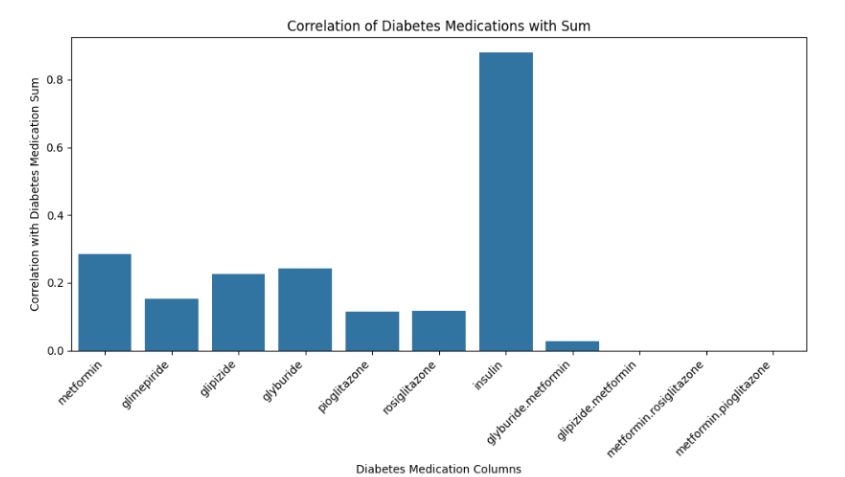 Correlation of Diabetes Medications with Sum
Correlation with Diabetes Medication Sum
0.8
0.6
0.4
0.2
0.0
metformin
glimepiride
glipizide
glyburide
pioglitazone
rosiglitazone
insulin
glyburide.metformin
glipizide.metformin
metformin.rosiglitazone
metformin.pioglitazone
Diabetes Medication Columns